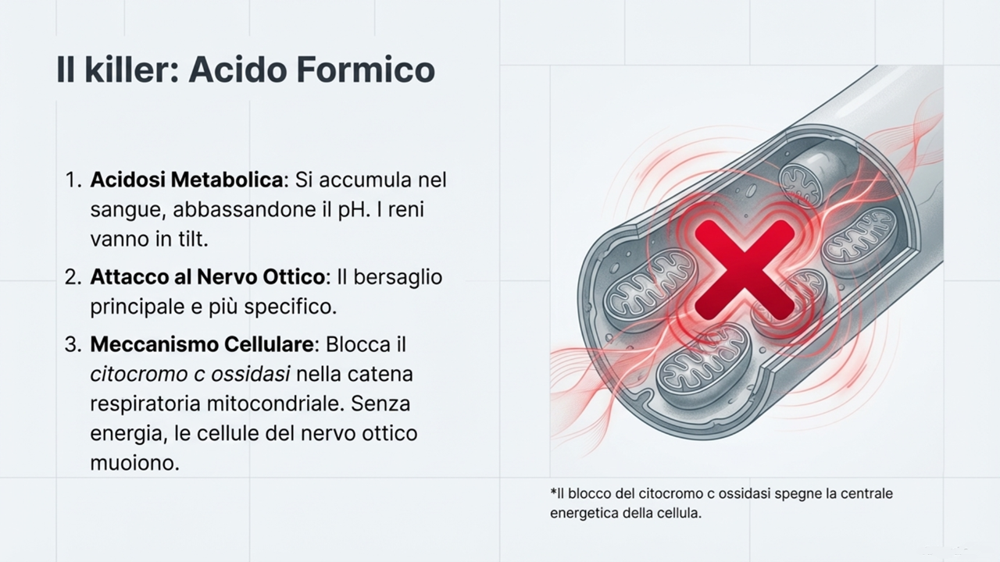 Il killer: Acido Formico
1. Acidosi Metabolica: Si accumula nel
sangue, abbassandone il pH. I reni
vanno in tilt.
2. Attacco al Nervo Ottico: Il bersaglio
principale e più specifico.
3. Meccanismo Cellulare: Blocca il
citocromo c ossidasi nella catena
respiratoria mitocondriale. Senza
energia, le cellule del nervo ottico
muoiono.
*Il blocco del citocromo c ossidasi spegne la centrale
energetica della cellula.